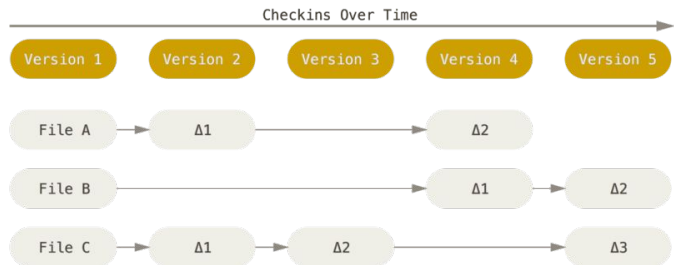 Checkins Over Time
Version 1 Version 2 Version 3 Version 4 Version 5
File A Δ1 Δ2
File B Δ1 Δ2
File C Δ1 Δ2 Δ3